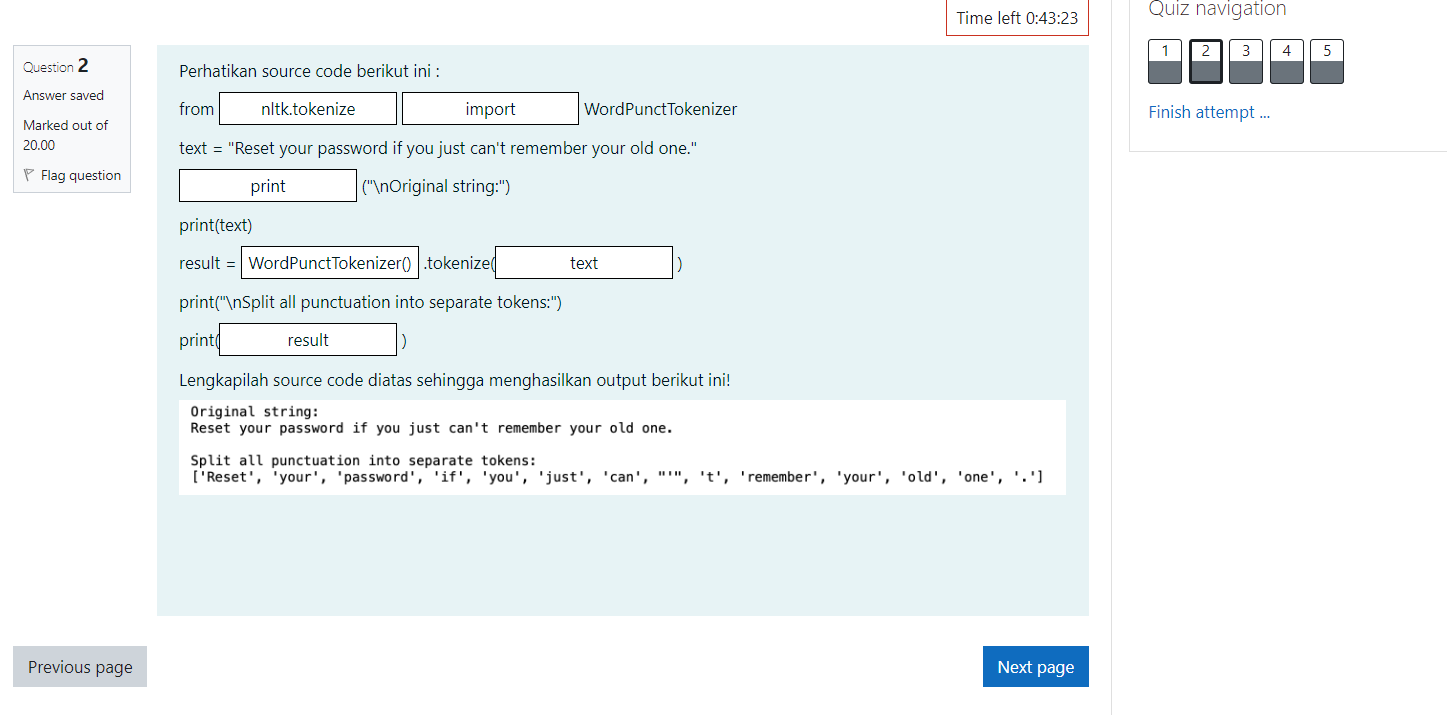 Time left 0:43:23
Quiz navigation
1 2 3 4 5
Finish attempt ...
Question 2
Answer saved
Marked out of
20.00
Flag question
Perhatikan source code berikut ini :
from nltk.tokenize import WordPunctTokenizer
text = "Reset your password if you just can't remember your old one."
print ("\nOriginal string:")
print(text)
result = WordPunctTokenizer() .tokenize( text )
print("\nSplit all punctuation into separate tokens:")
print( result )
Lengkapilah source code diatas sehingga menghasilkan output berikut ini!
Original string:
Reset your password if you just can't remember your old one.
Split all punctuation into separate tokens:
['Reset', 'your', 'password', 'if', 'you', 'just', 'can', "'", 't', 'remember', 'your', 'old', 'one', '.']
Previous page
Next page